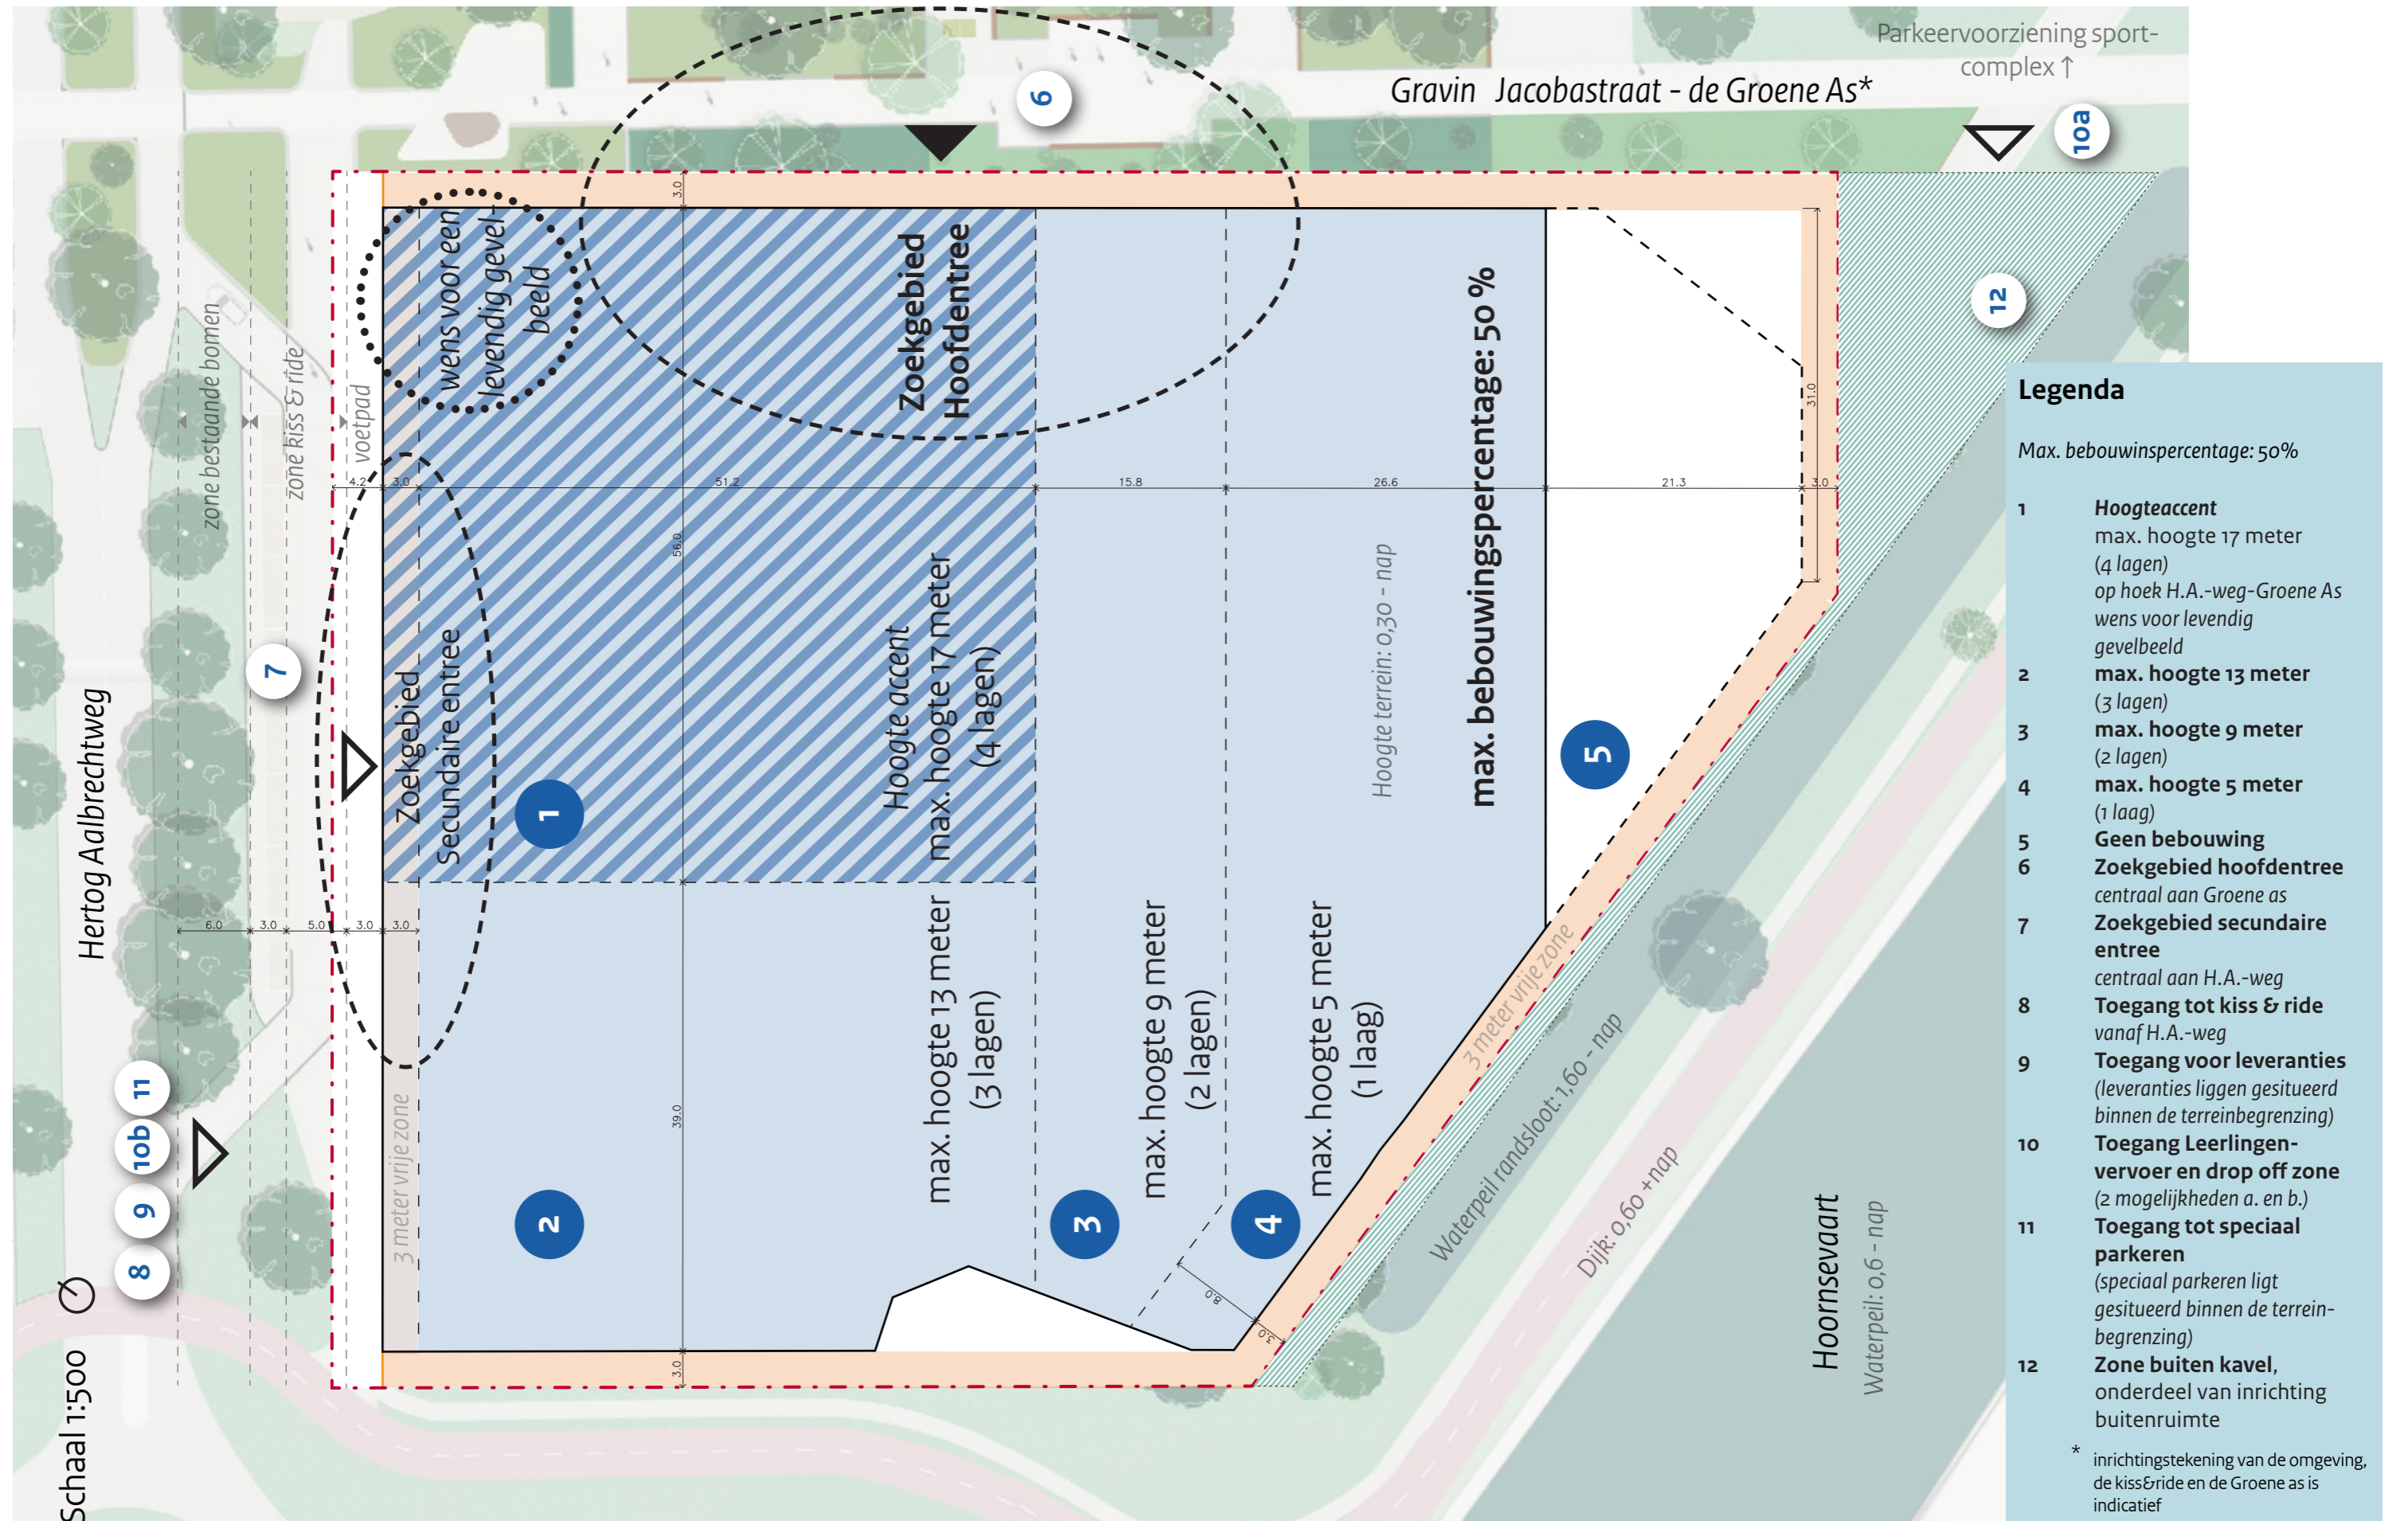 Parkeervoorziening sport-
complex ↑
Gravin Jacobastraat - de Groene As*
6
10a
12
3.0
wens voor een
levendig gevel-
beeld
Zoekgebied
Hoofdentree
max. bebouwingspercentage: 50 %
zone bestaande bomen
zone kiss & ride
voetpad
4.2
3.0
51.2
15.8
26.6
21.3
3.0
31.0
56.0
Hoogte accent
max. hoogte 17 meter
(4 lagen)
Hoogte terrein: 0,30 - nap
Hertog Aalbrechtweg
7
Zoekgebied
Secundaire entree
1
5
6.0
3.0
5.0
3.0
3.0
11
10b
9
8
3 meter vrije zone
39.0
2
max. hoogte 13 meter
(3 lagen)
3
max. hoogte 9 meter
(2 lagen)
4
max. hoogte 5 meter
(1 laag)
3 meter vrije zone
8.0
3.0
3.0
Waterpeil randsloot: 1,60 - nap
Dijk: 0,60 +nap
Hoornsevaart
Waterpeil: 0,6 - nap
Schaal 1:500
Legenda
Max. bebouwinspercentage: 50%
1 Hoogteaccent
max. hoogte 17 meter
(4 lagen)
op hoek H.A.-weg-Groene As
wens voor levendig
gevelbeeld
2 max. hoogte 13 meter
(3 lagen)
3 max. hoogte 9 meter
(2 lagen)
4 max. hoogte 5 meter
(1 laag)
5 Geen bebouwing
6 Zoekgebied hoofdentree
centraal aan Groene as
7 Zoekgebied secundaire
entree
centraal aan H.A.-weg
8 Toegang tot kiss & ride
vanaf H.A.-weg
9 Toegang voor leveranties
(leveranties liggen gesitueerd
binnen de terreinbegrenzing)
10 Toegang Leerlingen-
vervoer en drop off zone
(2 mogelijkheden a. en b.)
11 Toegang tot speciaal
parkeren
(speciaal parkeren ligt
gesitueerd binnen de terrein-
begrenzing)
12 Zone buiten kavel,
onderdeel van inrichting
buitenruimte
* inrichtingstekening van de omgeving,
de kiss&ride en de Groene as is
indicatief